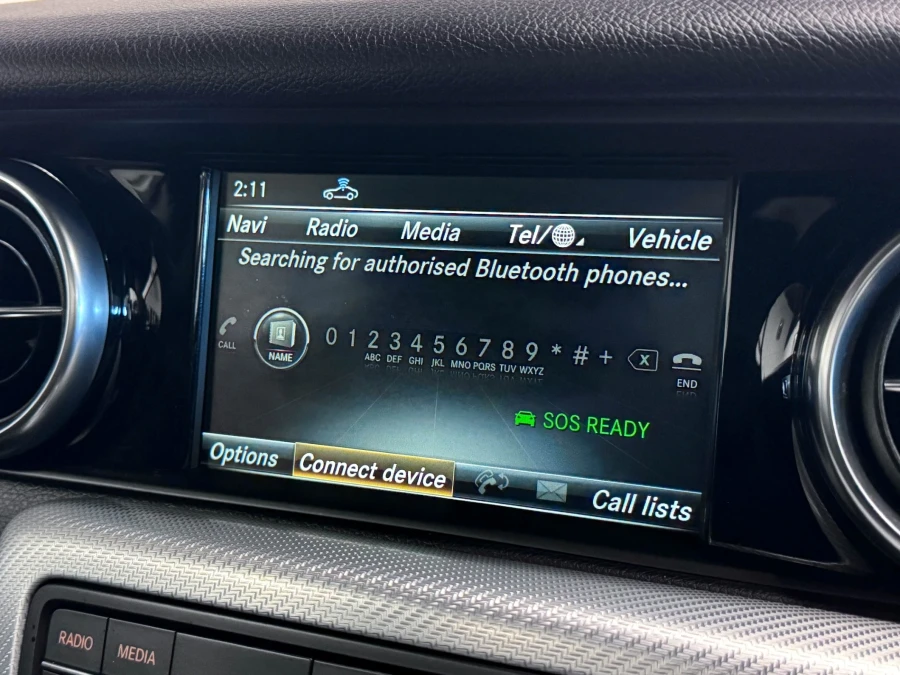 2:11
Navi Radio Media Tel/ Vehicle
Searching for authorised Bluetooth phones...
CALL NAME 0 1 2 3 4 5 6 7 8 9 * # + X END
ABC DEF GHI JKL MNO PQRS TUV WXYZ
SOS READY
Options Connect device Call lists
RADIO MEDIA